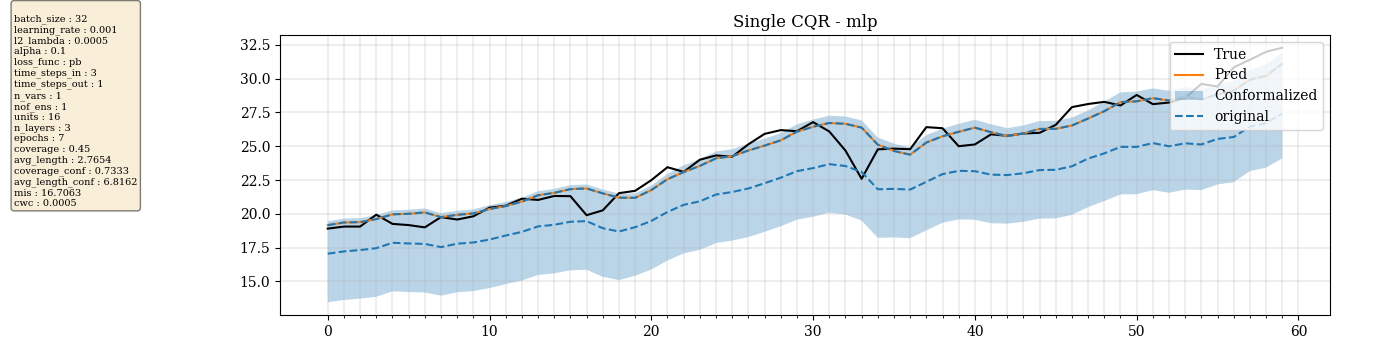 Single CQR - mlp
batch_size : 32
learning_rate : 0.001
l2_lambda : 0.0005
alpha : 0.1
loss_func : pb
time_steps_in : 3
time_steps_out : 1
n_vars : 1
nof_ens : 1
units : 16
n_layers : 3
epochs : 7
coverage : 0.45
avg_length : 2.7654
coverage_conf : 0.7333
avg_length_conf : 6.8162
mis : 16.7063
cwc : 0.0005
32.5
30.0
27.5
25.0
22.5
20.0
17.5
15.0
True
Pred
Conformalized
original
0 10 20 30 40 50 60